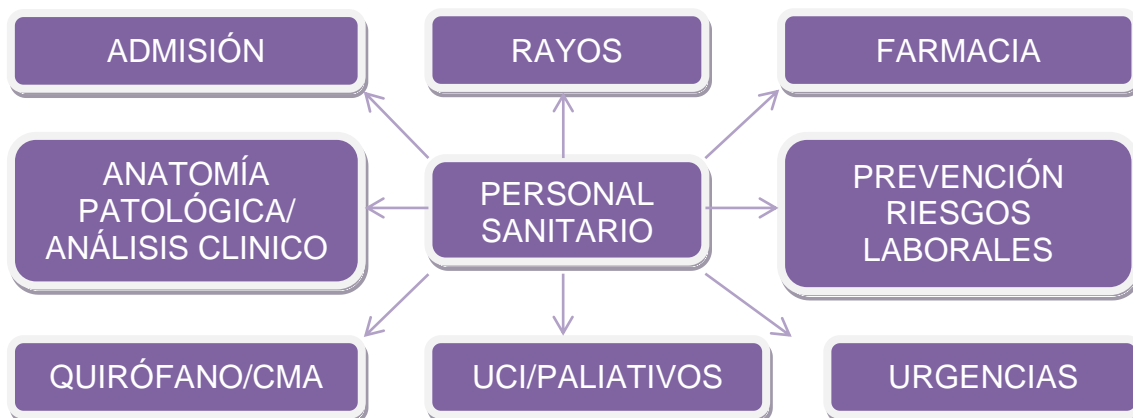 ADMISIÓN
RAYOS
FARMACIA
ANATOMÍA
PATOLÓGICA/
ANÁLISIS CLINICO
PERSONAL
SANITARIO
PREVENCIÓN
RIESGOS
LABORALES
QUIRÓFANO/CMA
UCI/PALIATIVOS
URGENCIAS